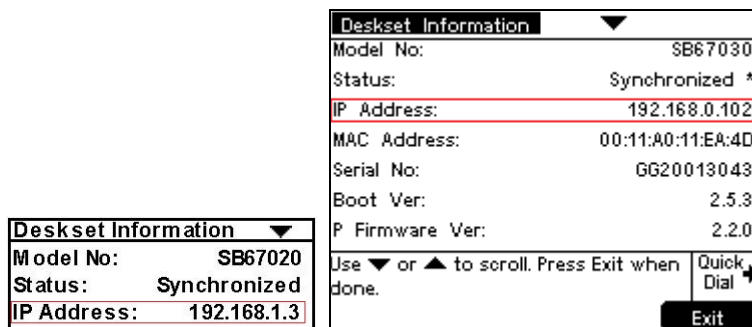 Deskset Information ▼
Model No: SB67020
Status: Synchronized
IP Address: 192.168.1.3
Deskset Information ▼
Model No: SB67030
Status: Synchronized *
IP Address: 192.168.0.102
MAC Address: 00:11:A0:11:EA:4D
Serial No: GG20013043
Boot Ver: 2.5.3
P Firmware Ver: 2.2.0
Use ▼ or ▲ to scroll. Press Exit when
done.
Quick
Dial
Exit